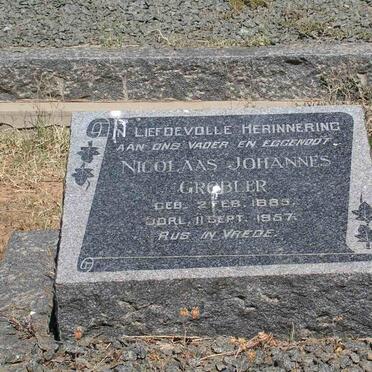 IN LIEFDEVOLLE HERINNERING
AAN ONS VADER EN EGGENOOT
NICOLAAS JOHANNES
GROBLER
GEB. 2 FEB. 1885.
OORL. 11 SEPT. 1957.
RUS IN VREDE.